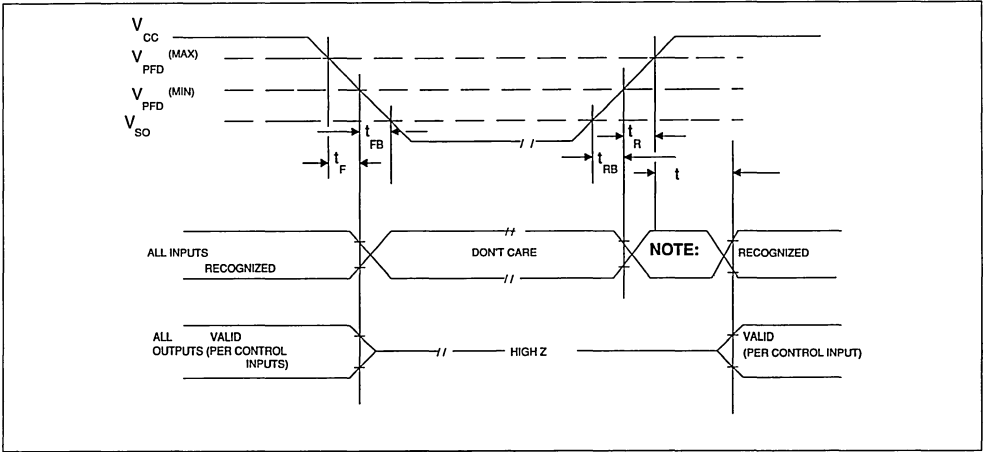 V CC
V PFD (MAX)
V PFD (MIN)
V SO
t FB
t F
t R
t RB
t
ALL INPUTS
RECOGNIZED
DON'T CARE
NOTE:
RECOGNIZED
ALL VALID
OUTPUTS (PER CONTROL
INPUTS)
HIGH Z
VALID
(PER CONTROL INPUT)